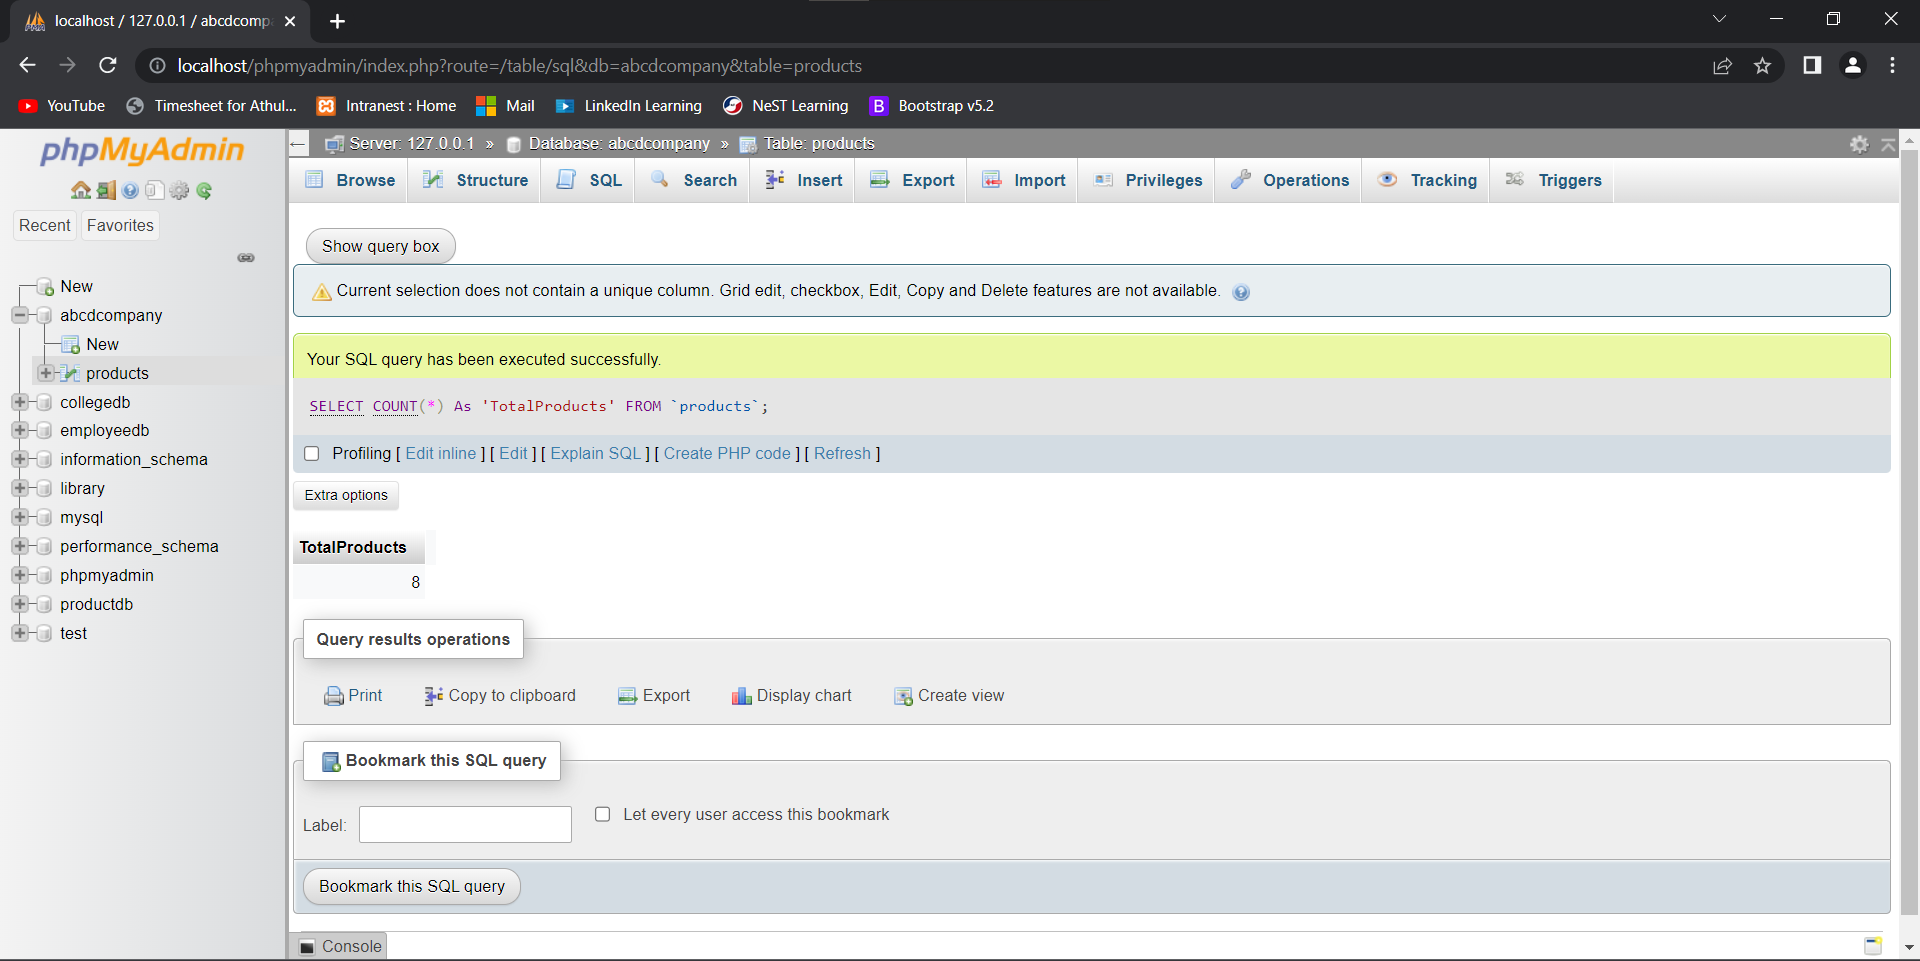 localhost / 127.0.0.1 / abcdcomp
localhost/phpmyadmin/index.php?route=/table/sql&db=abcdcompany&table=products
YouTube Timesheet for Athul... Intranest : Home Mail LinkedIn Learning NeST Learning B Bootstrap v5.2
phpMyAdmin
Recent Favorites
New
abcdcompany
New
products
collegedb
employeedb
information_schema
library
mysql
performance_schema
phpmyadmin
productdb
test
Server: 127.0.0.1 » Database: abcdcompany » Table: products
Browse Structure SQL Search Insert Export Import Privileges Operations Tracking Triggers
Show query box
Current selection does not contain a unique column. Grid edit, checkbox, Edit, Copy and Delete features are not available.
Your SQL query has been executed successfully.
SELECT COUNT(*) As 'TotalProducts' FROM `products`;
Profiling [ Edit inline ] [ Edit ] [ Explain SQL ] [ Create PHP code ] [ Refresh ]
Extra options
TotalProducts
8
Query results operations
Print Copy to clipboard Export Display chart Create view
Bookmark this SQL query
Label: Let every user access this bookmark
Bookmark this SQL query
Console